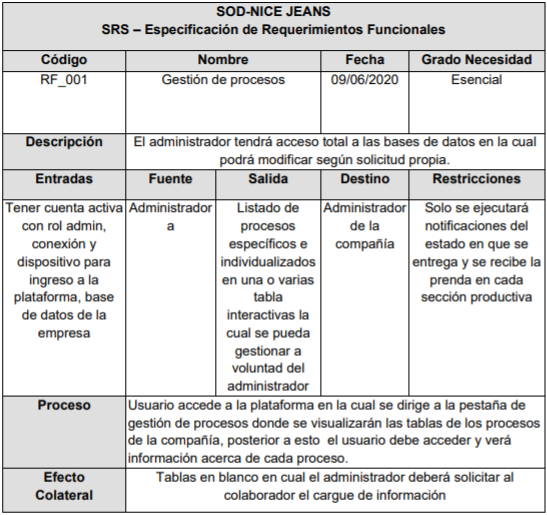 SOD-NICE JEANS
SRS – Especificación de Requerimientos Funcionales
Código Nombre Fecha Grado Necesidad
RF_001 Gestión de procesos 09/06/2020 Esencial
Descripción
El administrador tendrá acceso total a las bases de datos en la cual
podrá modificar según solicitud propia.
Entradas Fuente Salida Destino Restricciones
Tener cuenta activa
con rol admin,
conexión y
dispositivo para
ingreso a la
plataforma, base
de datos de la
empresa
Administrador
a
Listado de
procesos
específicos e
individualizados
en una o varias
tabla
interactivas la
cual se pueda
gestionar a
voluntad del
administrador
Administrador
de la
compañía
Solo se ejecutará
notificaciones del
estado en que se
entrega y se recibe la
prenda en cada
sección productiva
Proceso
Usuario accede a la plataforma en la cual se dirige a la pestaña de
gestión de procesos donde se visualizarán las tablas de los procesos
de la compañía, posterior a esto el usuario debe acceder y verá
información acerca de cada proceso.
Efecto
Colateral
Tablas en blanco en cual el administrador deberá solicitar al
colaborador el cargue de información